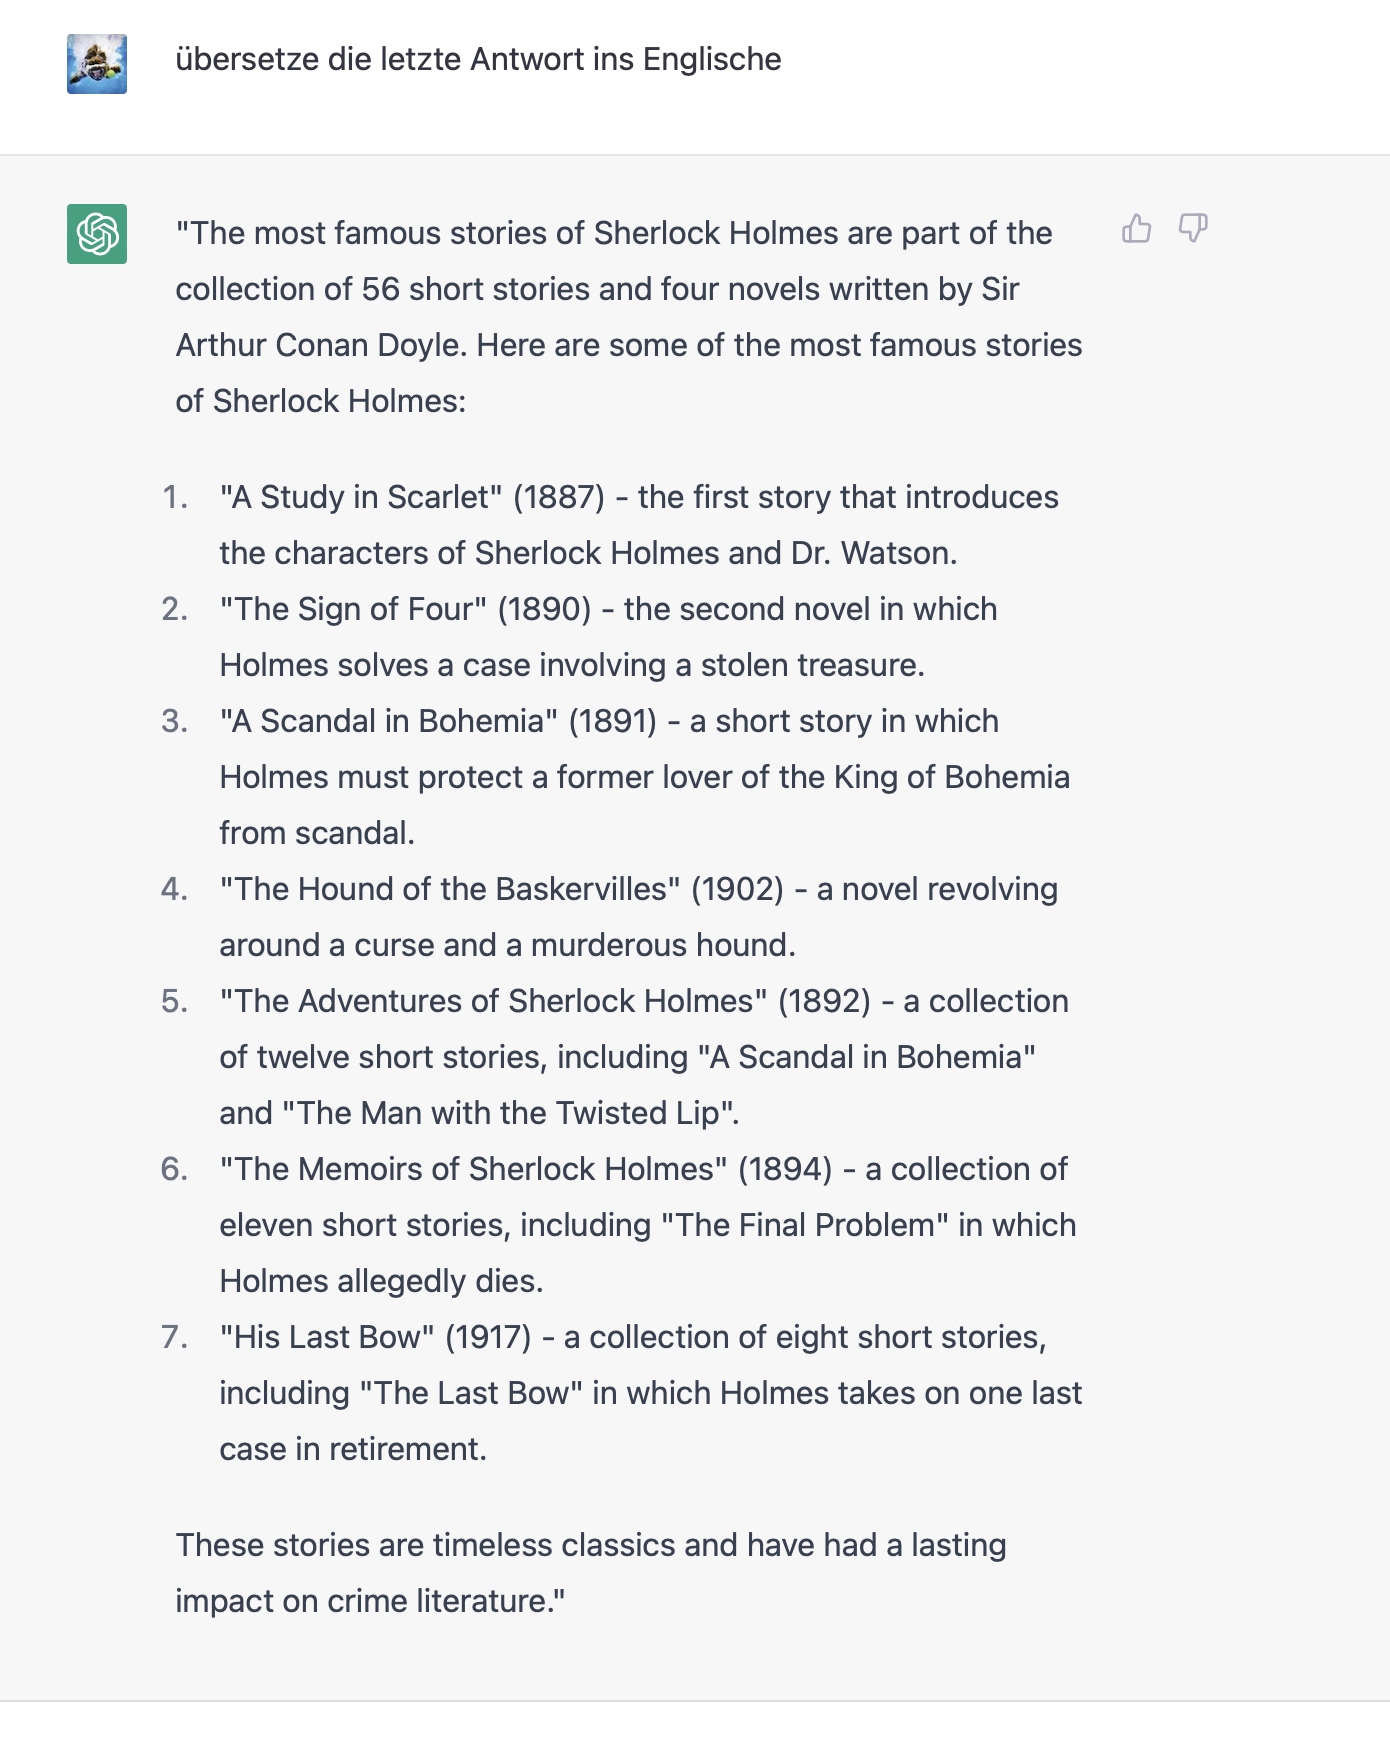 übersetze die letzte Antwort ins Englische
"The most famous stories of Sherlock Holmes are part of the
collection of 56 short stories and four novels written by Sir
Arthur Conan Doyle. Here are some of the most famous stories
of Sherlock Holmes:
1. "A Study in Scarlet" (1887) - the first story that introduces
the characters of Sherlock Holmes and Dr. Watson.
2. "The Sign of Four" (1890) - the second novel in which
Holmes solves a case involving a stolen treasure.
3. "A Scandal in Bohemia" (1891) - a short story in which
Holmes must protect a former lover of the King of Bohemia
from scandal.
4. "The Hound of the Baskervilles" (1902) - a novel revolving
around a curse and a murderous hound.
5. "The Adventures of Sherlock Holmes" (1892) - a collection
of twelve short stories, including "A Scandal in Bohemia"
and "The Man with the Twisted Lip".
6. "The Memoirs of Sherlock Holmes" (1894) - a collection of
eleven short stories, including "The Final Problem" in which
Holmes allegedly dies.
7. "His Last Bow" (1917) - a collection of eight short stories,
including "The Last Bow" in which Holmes takes on one last
case in retirement.
These stories are timeless classics and have had a lasting
impact on crime literature."